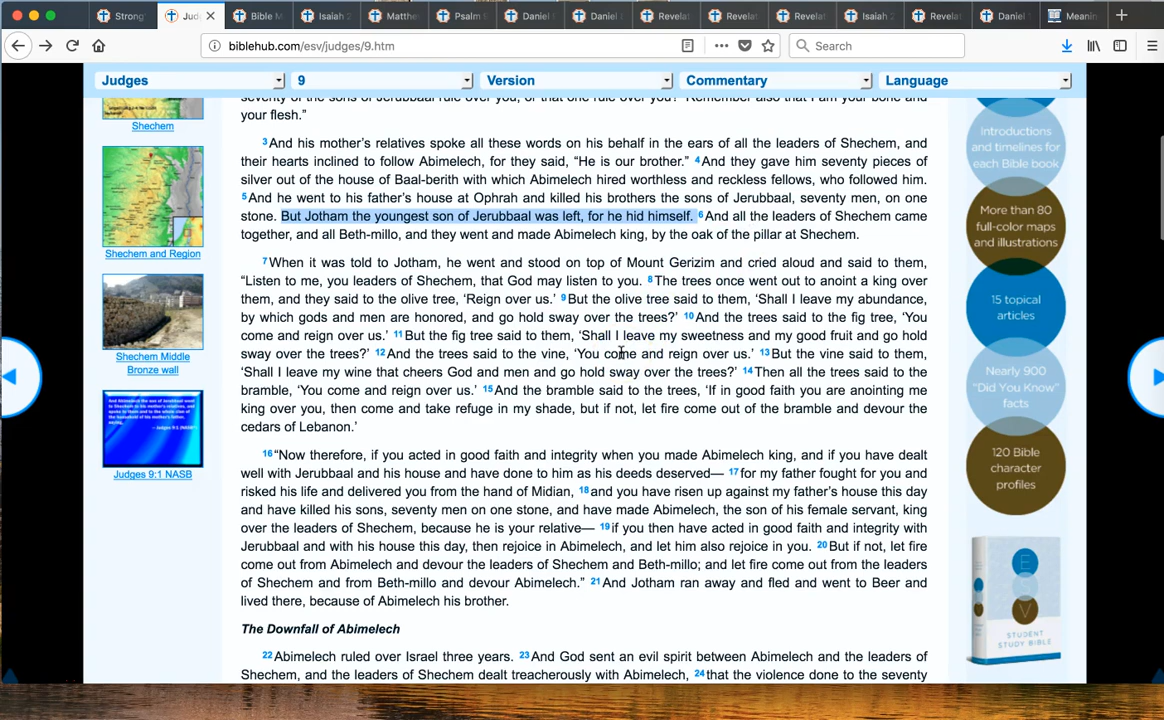 Strong
Jud
Bible M
Isaiah 2
Matthe
Psalm 9
Daniel
Daniel
Revelat
Revelat
Revelat
Isaiah 2
Revelat
Daniel
Meanin
biblehub.com/esv/judges/9.htm
Search
Judges
9
Version
Commentary
Language
your flesh.”
3And his mother’s relatives spoke all these words on his behalf in the ears of all the leaders of Shechem, and
their hearts inclined to follow Abimelech, for they said, “He is our brother.” 4And they gave him seventy pieces of
silver out of the house of Baal-berith with which Abimelech hired worthless and reckless fellows, who followed him.
5And he went to his father’s house at Ophrah and killed his brothers the sons of Jerubbaal, seventy men, on one
stone. But Jotham the youngest son of Jerubbaal was left, for he hid himself. 6And all the leaders of Shechem came
together, and all Beth-millo, and they went and made Abimelech king, by the oak of the pillar at Shechem.
7When it was told to Jotham, he went and stood on top of Mount Gerizim and cried aloud and said to them,
“Listen to me, you leaders of Shechem, that God may listen to you. 8The trees once went out to anoint a king over
them, and they said to the olive tree, ‘Reign over us.’ 9But the olive tree said to them, ‘Shall I leave my abundance,
by which gods and men are honored, and go hold sway over the trees?’ 10And the trees said to the fig tree, ‘You
come and reign over us.’ 11But the fig tree said to them, ‘Shall I leave my sweetness and my good fruit and go hold
sway over the trees?’ 12And the trees said to the vine, ‘You come and reign over us.’ 13But the vine said to them,
‘Shall I leave my wine that cheers God and men and go hold sway over the trees?’ 14Then all the trees said to the
bramble, ‘You come and reign over us.’ 15And the bramble said to the trees, ‘If in good faith you are anointing me
king over you, then come and take refuge in my shade, but if not, let fire come out of the bramble and devour the
cedars of Lebanon.’
16“Now therefore, if you acted in good faith and integrity when you made Abimelech king, and if you have dealt
well with Jerubbaal and his house and have done to him as his deeds deserved— 17for my father fought for you and
risked his life and delivered you from the hand of Midian, 18and you have risen up against my father’s house this day
and have killed his sons, seventy men on one stone, and have made Abimelech, the son of his female servant, king
over the leaders of Shechem, because he is your relative— 19if you then have acted in good faith and integrity with
Jerubbaal and with his house this day, then rejoice in Abimelech, and let him also rejoice in you. 20But if not, let fire
come out from Abimelech and devour the leaders of Shechem and Beth-millo; and let fire come out from the leaders
of Shechem and from Beth-millo and devour Abimelech.” 21And Jotham ran away and fled and went to Beer and
lived there, because of Abimelech his brother.
The Downfall of Abimelech
22Abimelech ruled over Israel three years. 23And God sent an evil spirit between Abimelech and the leaders of
Shechem, and the leaders of Shechem dealt treacherously with Abimelech, 24that the violence done to the seventy
Shechem
Shechem and Region
Shechem Middle
Bronze wall
Judges 9:1 NASB
Introductions
and timelines for
each Bible book
More than 80
full-color maps
and illustrations
15 topical
articles
Nearly 900
“Did You Know”
facts
120 Bible
character
profiles
E
V
STUDENT
STUDY BIBLE